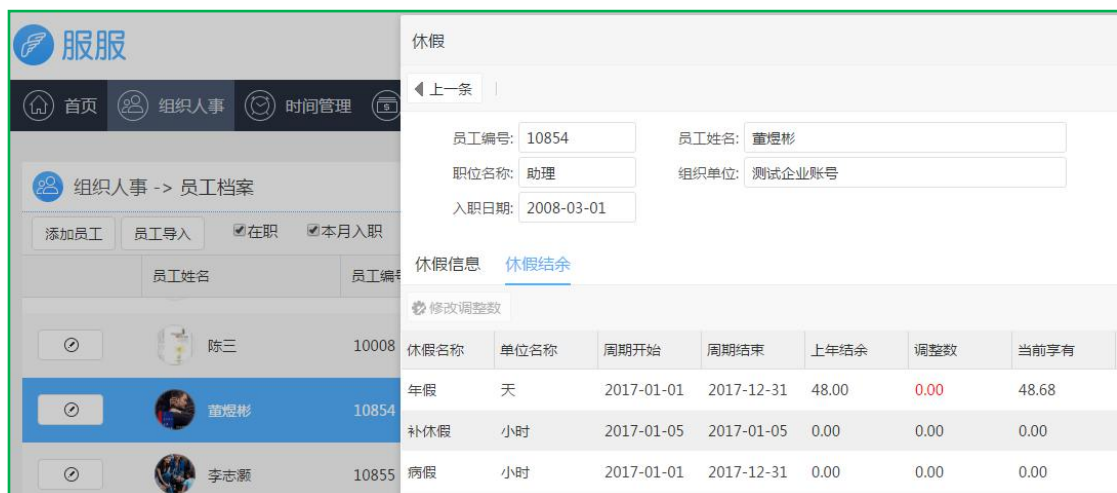 服服
首页 组织人事 时间管理
组织人事 -> 员工档案
添加员工 员工导入 在职 本月入职
员工姓名 员工编号
陈三 10008
董煜彬 10854
李志灏 10855
休假
上一条
员工编号: 10854 员工姓名: 董煜彬
职位名称: 助理 组织单位: 测试企业账号
入职日期: 2008-03-01
休假信息 休假结余
修改调整数
休假名称 单位名称 周期开始 周期结束 上年结余 调整数 当前享有
年假 天 2017-01-01 2017-12-31 48.00 0.00 48.68
补休假 小时 2017-01-05 2017-01-05 0.00 0.00 0.00
病假 小时 2017-01-01 2017-12-31 0.00 0.00 0.00